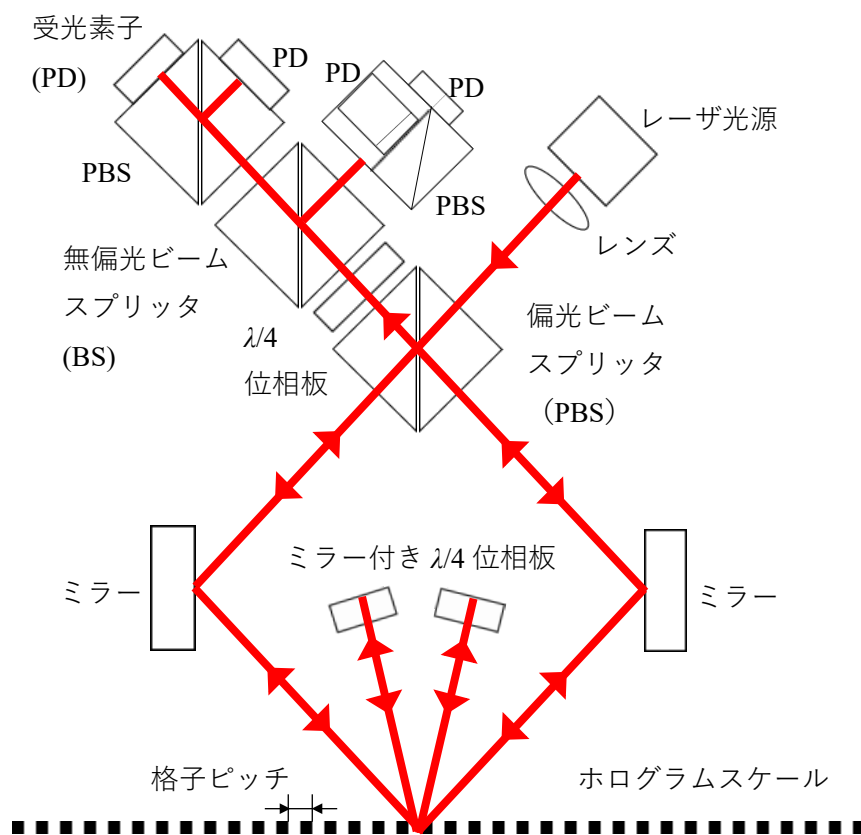 受光素子
(PD)
PD
PD
PD
レーザ光源
PBS
PBS
レンズ
無偏光ビーム
スプリッタ
(BS)
λ/4
位相板
偏光ビーム
スプリッタ
（PBS）
ミラー付き λ/4 位相板
ミラー
ミラー
格子ピッチ
ホログラムスケール